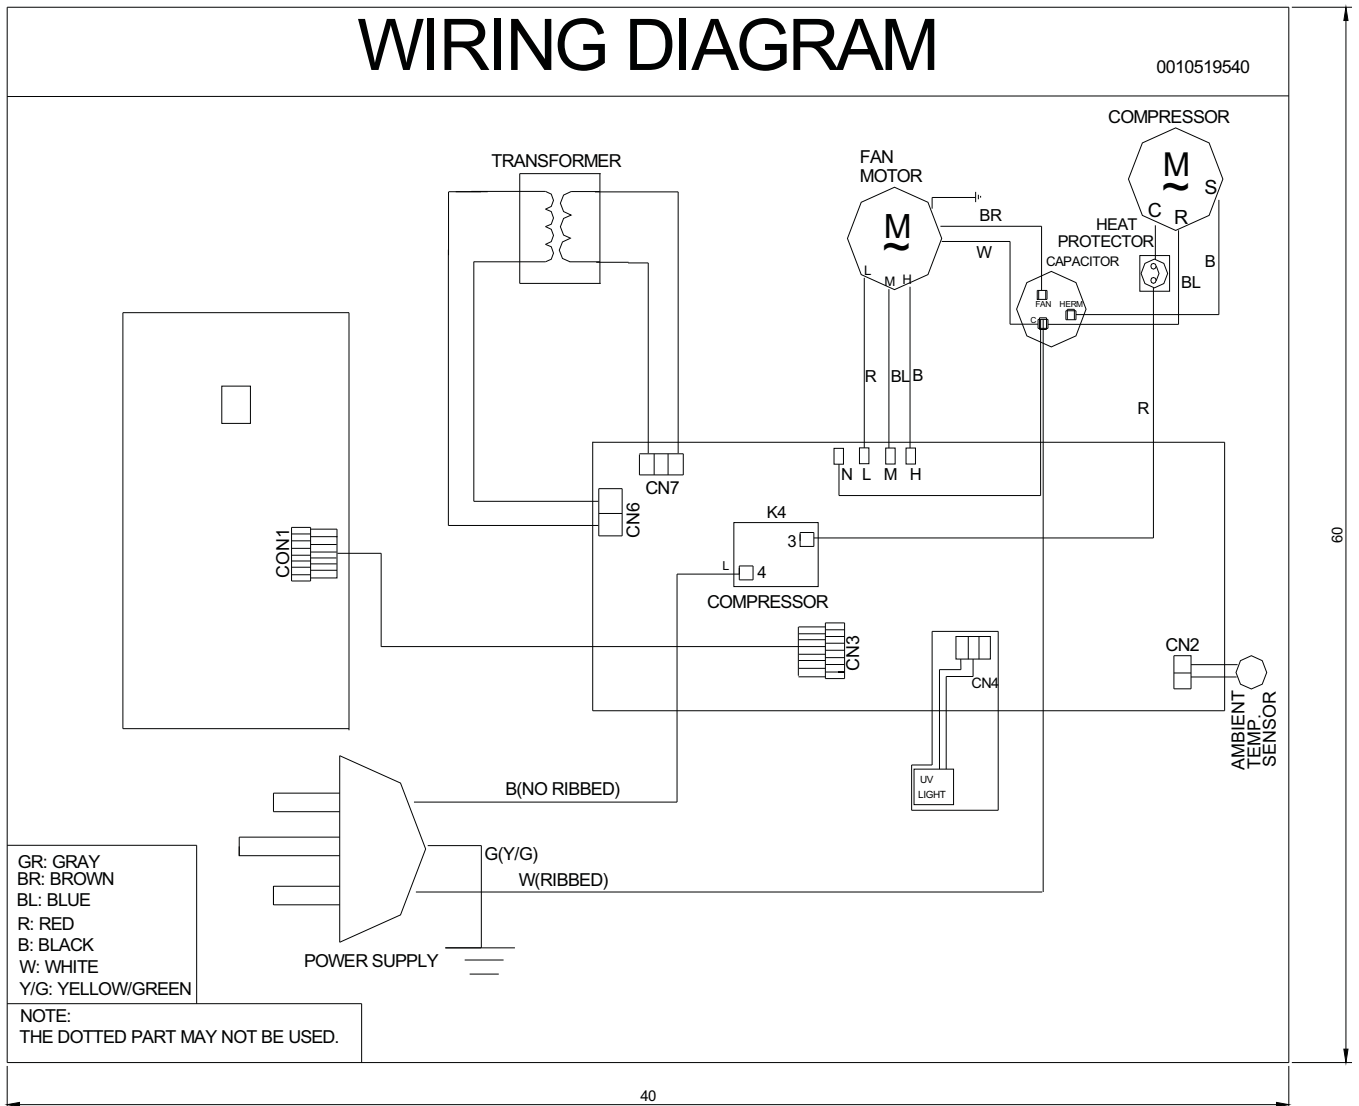 WIRING DIAGRAM
0010519540
COMPRESSOR
M
~
C
R
S
TRANSFORMER
FAN
MOTOR
M
~
L
M
H
BR
W
HEAT
PROTECTOR
CAPACITOR
FAN
HERM
C
BL
B
R
BL
B
R
N
L
M
H
CN7
CN6
K4
3
L
4
COMPRESSOR
CON1
CN3
CN4
UV
LIGHT
CN2
AMBIENT
TEMP.
SENSOR
B(NO RIBBED)
G(Y/G)
W(RIBBED)
POWER SUPPLY
GR: GRAY
BR: BROWN
BL: BLUE
R: RED
B: BLACK
W: WHITE
Y/G: YELLOW/GREEN
NOTE:
THE DOTTED PART MAY NOT BE USED.
60
40